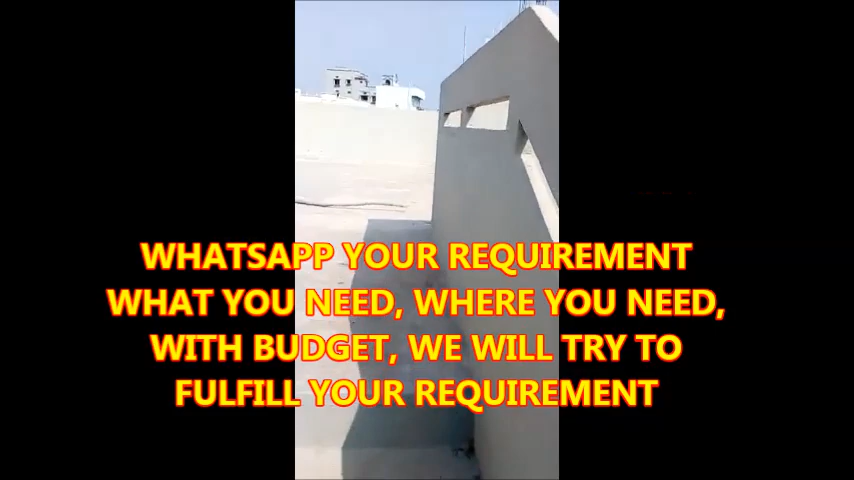 WHATSAPP YOUR REQUIREMENT
WHAT YOU NEED, WHERE YOU NEED,
WITH BUDGET, WE WILL TRY TO
FULFILL YOUR REQUIREMENT